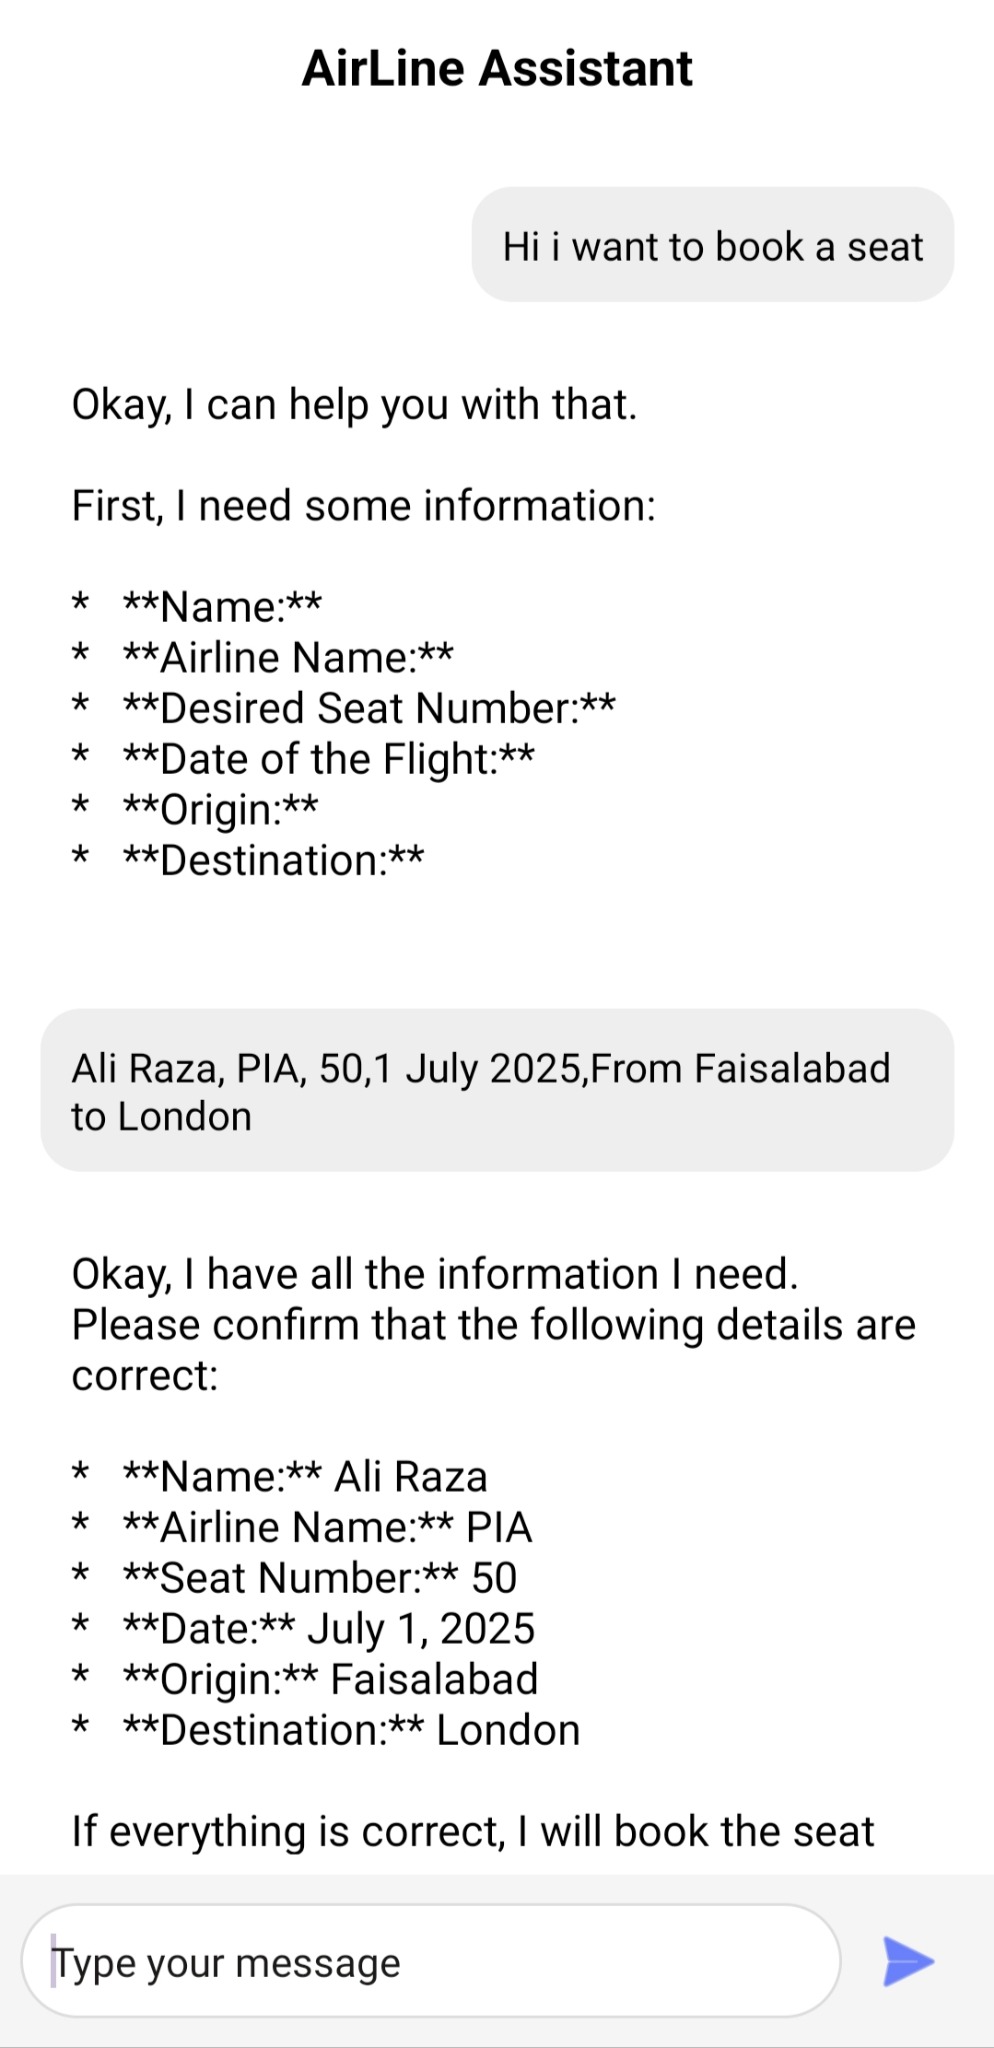 AirLine Assistant
Hi i want to book a seat
Okay, I can help you with that.
First, I need some information:
*   **Name:**
*   **Airline Name:**
*   **Desired Seat Number:**
*   **Date of the Flight:**
*   **Origin:**
*   **Destination:**
Ali Raza, PIA, 50,1 July 2025,From Faisalabad
to London
Okay, I have all the information I need.
Please confirm that the following details are
correct:
*   **Name:** Ali Raza
*   **Airline Name:** PIA
*   **Seat Number:** 50
*   **Date:** July 1, 2025
*   **Origin:** Faisalabad
*   **Destination:** London
If everything is correct, I will book the seat
Type your message